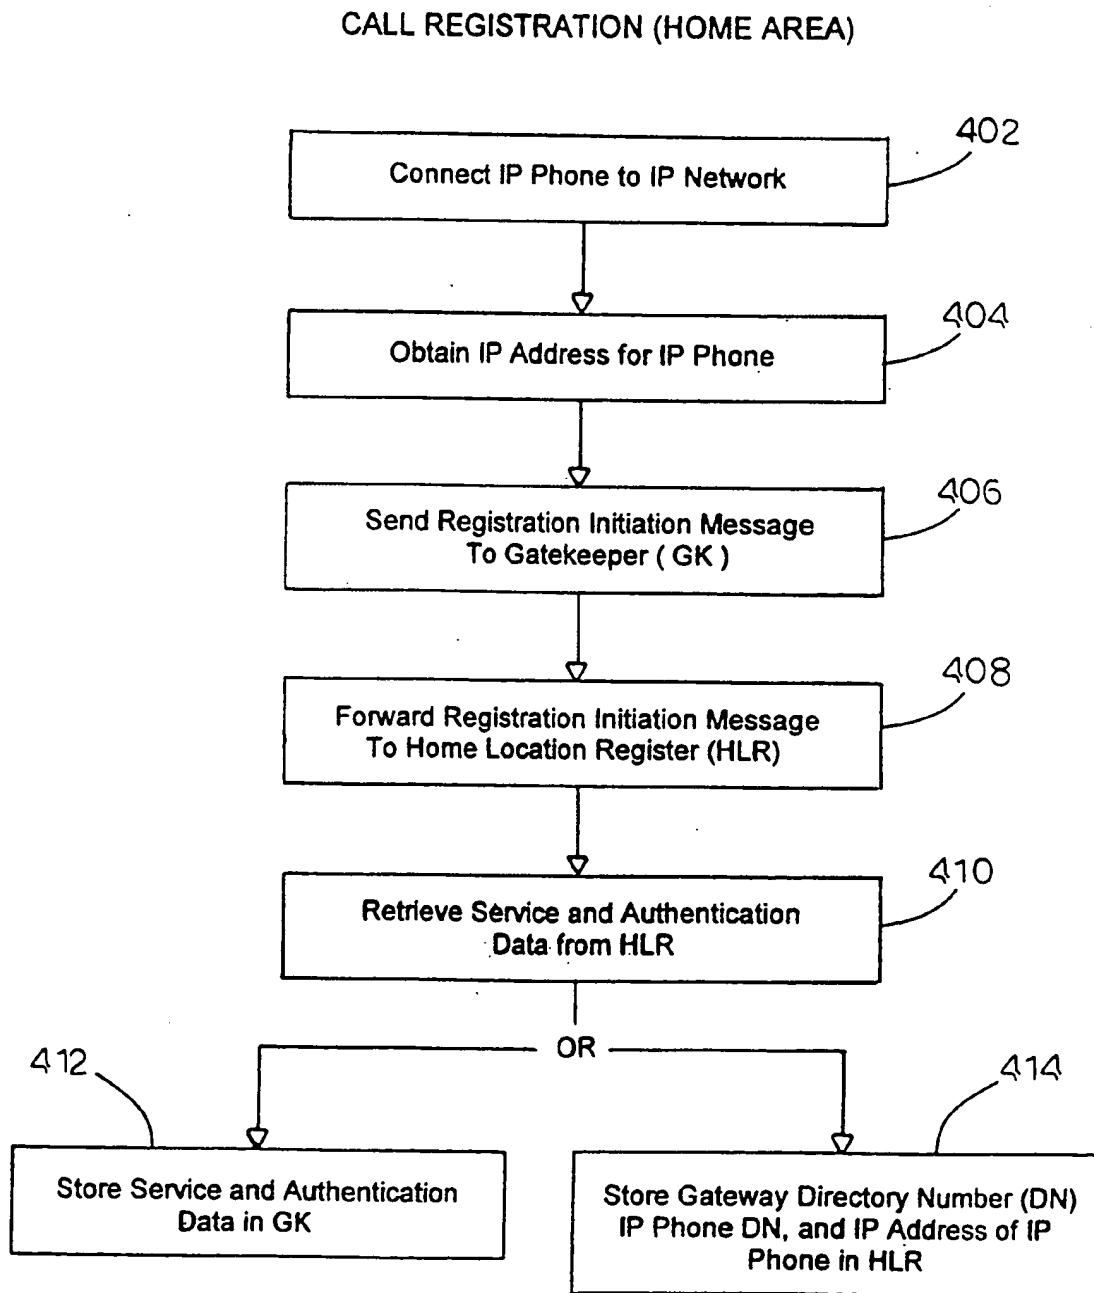 CALL REGISTRATION (HOME AREA)
402
Connect IP Phone to IP Network
404
Obtain IP Address for IP Phone
406
Send Registration Initiation Message
To Gatekeeper ( GK )
408
Forward Registration Initiation Message
To Home Location Register (HLR)
410
Retrieve Service and Authentication
Data from HLR
OR
412
414
Store Service and Authentication
Data in GK
Store Gateway Directory Number (DN)
IP Phone DN, and IP Address of IP
Phone in HLR